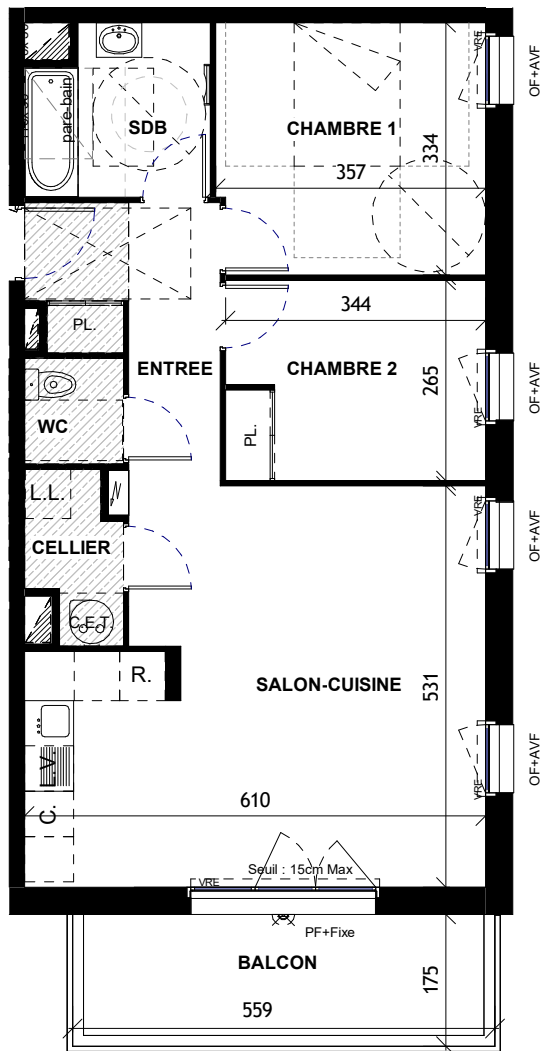 OF+AVF
VRE
pare-bain
SDB
CHAMBRE 1
334
357
PL.
344
ENTREE
CHAMBRE 2
265
OF+AVF
VRE
WC
PL.
L.L.
VRE
OF+AVF
CELLIER
C.E.T.
R.
SALON-CUISINE
531
L.V.
VRE
OF+AVF
C.
610
Seuil : 15cm Max
VRE
PF+Fixe
BALCON
175
559